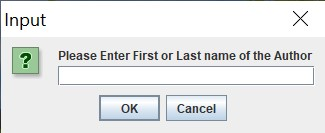 Input
?
Please Enter First or Last name of the Author
OK
Cancel